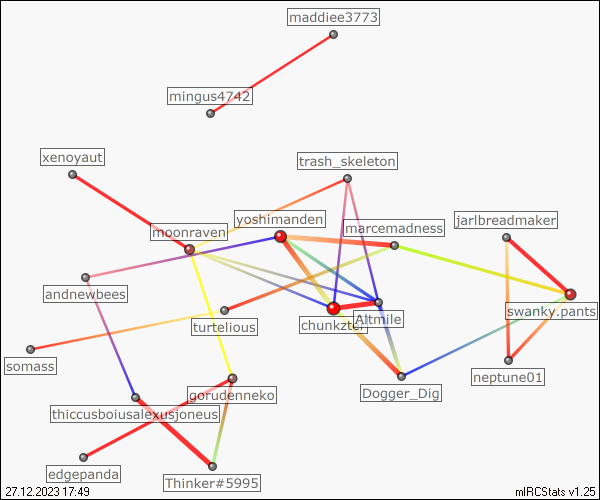 maddiee3773
mingus4742
xenoyaut
trash_skeleton
yoshimanden
jarlbreadmaker
marcemadness
moonraven
andnewbees
swanky.pants
chunkzten
Altmile
turtelious
somass
neptune01
gorudenneko
Dogger_Dig
thiccusboiusalexusjoneus
edgepanda
Thinker#5995
27.12.2023 17:49
mIRCStats v1.25